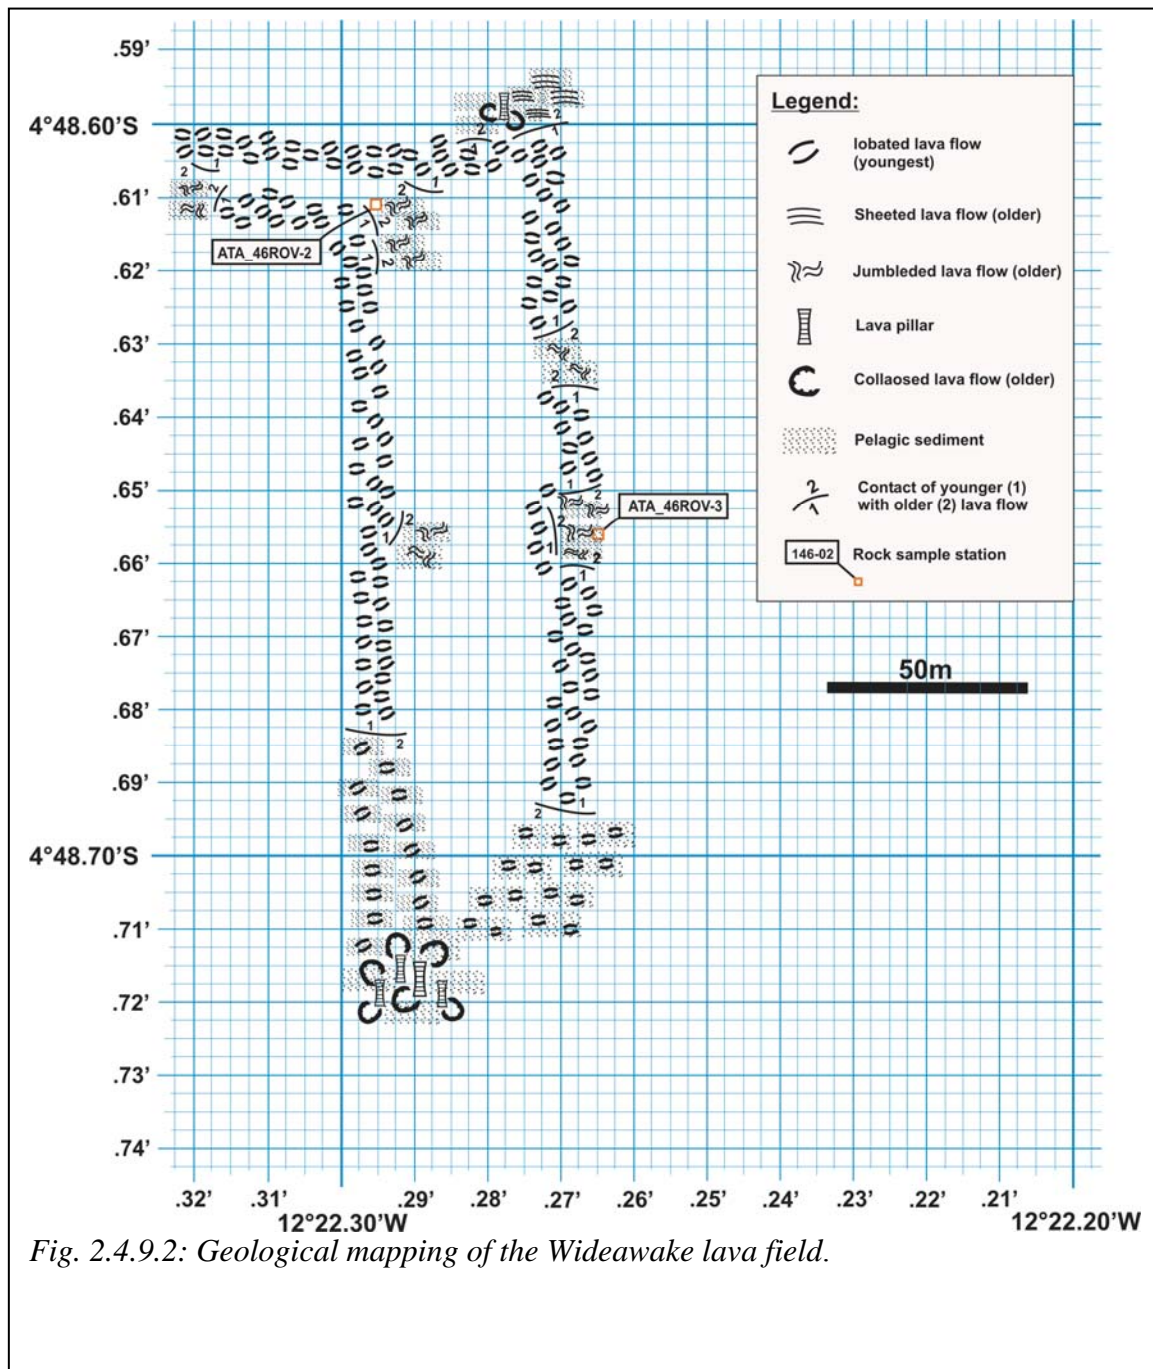 .59'
4°48.60'S
.61'
.62'
.63'
.64'
.65'
.66'
.67'
.68'
.69'
4°48.70'S
.71'
.72'
.73'
.74'
.32'
.31'
.29'
.28'
.27'
.26'
.25'
.24'
.23'
.22'
.21'
12°22.30'W
12°22.20'W
ATA_46ROV-2
ATA_46ROV-3
Legend:
lobated lava flow
(youngest)
Sheeted lava flow (older)
Jumbleded lava flow (older)
Lava pillar
Collaosed lava flow (older)
Pelagic sediment
2
1
Contact of younger (1)
with older (2) lava flow
146-02
Rock sample station
50m
Fig. 2.4.9.2: Geological mapping of the Wideawake lava field.